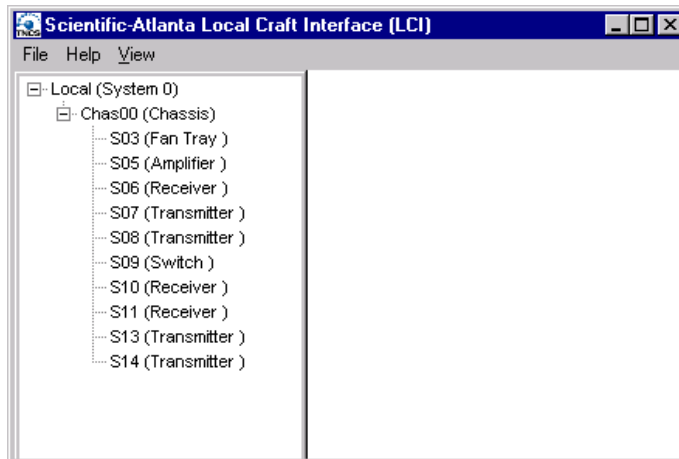 Scientific-Atlanta Local Craft Interface (LCI)
File Help View
Local (System 0)
Chas00 (Chassis)
S03 (Fan Tray )
S05 (Amplifier )
S06 (Receiver )
S07 (Transmitter )
S08 (Transmitter )
S09 (Switch )
S10 (Receiver )
S11 (Receiver )
S13 (Transmitter )
S14 (Transmitter )